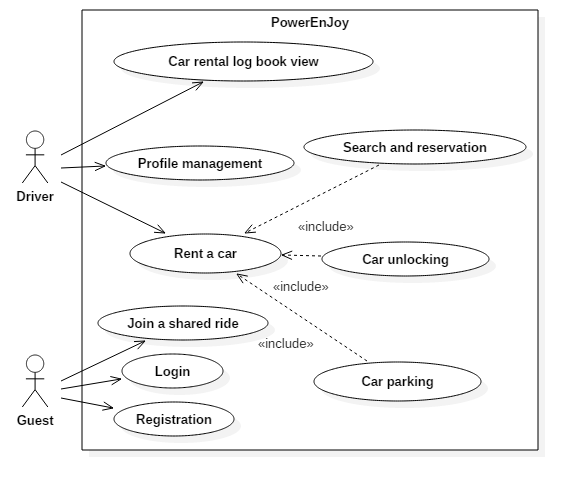 PowerEnJoy
Car rental log book view
Search and reservation
Profile management
Driver
«include»
Rent a car
Car unlocking
«include»
Join a shared ride
«include»
Login
Car parking
Guest
Registration